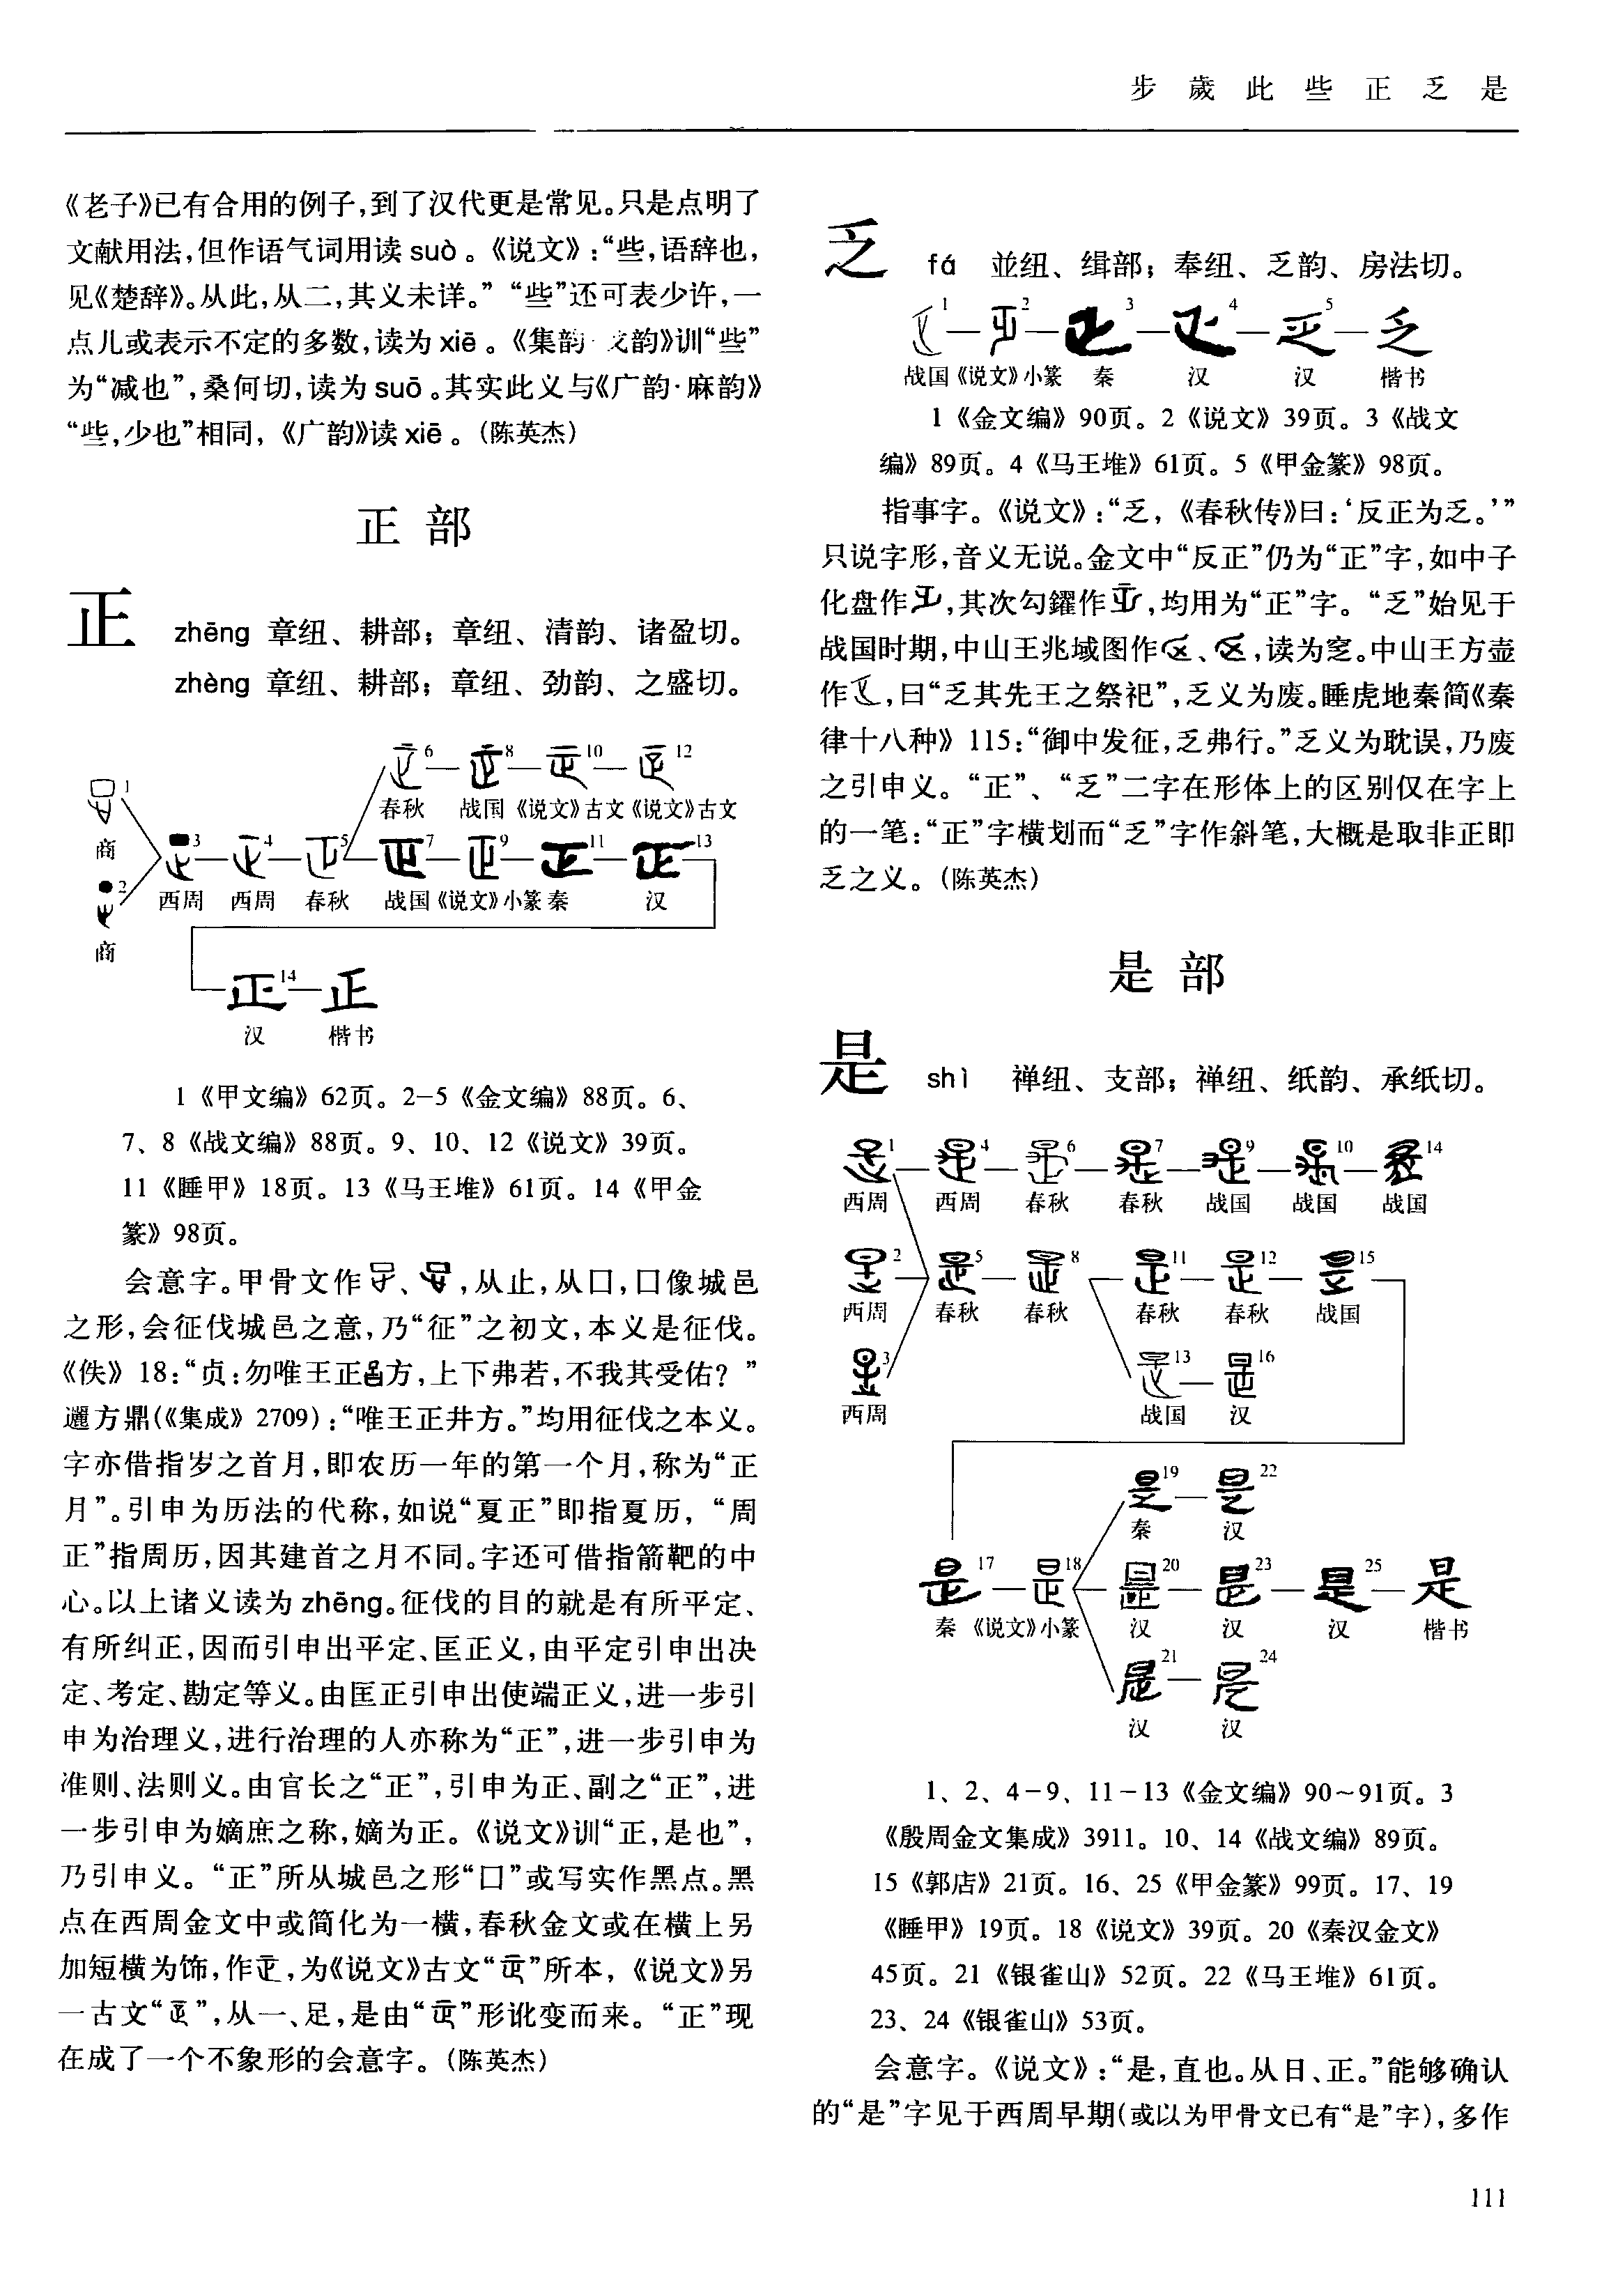 步 歲 此 些 正 乏 是
《老子》已有合用的例子,到了汉代更是常见。只是点明了
文献用法,但作语气词用读 suò 。《说文》:“些,语辞也,
见《楚辞》。从此,从二,其义未详。” “些”还可表少许,一
点儿或表示不定的多数,读为 xiē 。《集韵· 韵》训“些”
为“减也”,桑何切,读为 suō 。其实此义与《广韵·麻韵》
“些,少也”相同,《广韵》读 xiē 。(陈英杰)
正 部
正 zhēng 章纽、耕部；章纽、清韵、诸盈切。
zhèng 章纽、耕部；章纽、劲韵、之盛切。
6 8 10 12
春秋 战国 《说文》古文 《说文》古文
1
商
2
商
3 4 5 7 9 11 13
西周 西周 春秋 战国 《说文》小篆 秦 汉
正14 正
汉 楷书
1 《甲文编》 62页。2-5 《金文编》 88页。6、
7、8 《战文编》 88页。9、10、12 《说文》 39页。
11 《睡甲》 18页。13 《马王堆》 61页。14 《甲金
篆》 98页。
会意字。甲骨文作 、 ,从止,从口,口像城邑
之形,会征伐城邑之意,乃“征”之初文,本义是征伐。
《佚》 18:“贞:勿唯王正 方,上下弗若,不我其受佑？”
方鼎(《集成》 2709):“唯王正井方。”均用征伐之本义。
字亦借指岁之首月,即农历一年的第一个月,称为“正
月”。引申为历法的代称,如说“夏正”即指夏历, “周
正”指周历,因其建首之月不同。字还可借指箭靶的中
心。以上诸义读为 zhēng。征伐的目的就是有所平定、
有所纠正,因而引申出平定、匡正义,由平定引申出决
定、考定、勘定等义。由匡正引申出使端正义,进一步引
申为治理义,进行治理的人亦称为“正”,进一步引申为
准则、法则义。由官长之“正”,引申为正、副之“正”,进
一步引申为嫡庶之称,嫡为正。《说文》训“正,是也”,
乃引申义。“正”所从城邑之形“口”或写实作黑点。黑
点在西周金文中或简化为一横,春秋金文或在横上另
加短横为饰,作 ,为《说文》古文“ ”所本,《说文》另
一古文“ ”,从一、足,是由“ ”形讹变而来。“正”现
在成了一个不象形的会意字。(陈英杰)
乏 fá 並纽、缉部；奉纽、乏韵、房法切。
1 2 3 4 5 乏
战国 《说文》小篆 秦 汉 汉 楷书
1 《金文编》 90页。2 《说文》 39页。3 《战文
编》 89页。4 《马王堆》 61页。5 《甲金篆》 98页。
指事字。《说文》:“乏,《春秋传》曰:‘反正为乏。’”
只说字形,音义无说。金文中“反正”仍为“正”字,如中子
化盘作 ,其次勾鑃作 ,均用为“正”字。“乏”始见于
战国时期,中山王兆域图作 、 ,读为窆。中山王方壶
作 ,曰“乏其先王之祭祀”,乏义为废。睡虎地秦简《秦
律十八种》 115:“御中发征,乏弗行。”乏义为耽误,乃废
之引申义。“正”、“乏”二字在形体上的区别仅在字上
的一笔:“正”字横划而“乏”字作斜笔,大概是取非正即
乏之义。(陈英杰)
是 部
是 shì 禅纽、支部；禅纽、纸韵、承纸切。
1 4 6 7 9 10 14
西周 西周 春秋 春秋 战国 战国 战国
2 5 8 11 12 15
西周 春秋 春秋 春秋 春秋 战国
3 13 16
西周 战国 汉
19 22
秦 汉
17 18 20 23 25 是
秦 《说文》小篆 汉 汉 汉 楷书
21 24
汉 汉
1、2、4-9、11-13《金文编》90~91页。3
《殷周金文集成》3911。10、14《战文编》89页。
15《郭店》21页。16、25《甲金篆》99页。17、19
《睡甲》19页。18《说文》39页。20《秦汉金文》
45页。21《银雀山》52页。22《马王堆》61页。
23、24《银雀山》53页。
会意字。《说文》:“是,直也。从日、正。”能够确认
的“是”字见于西周早期(或以为甲骨文已有“是”字),多作
111